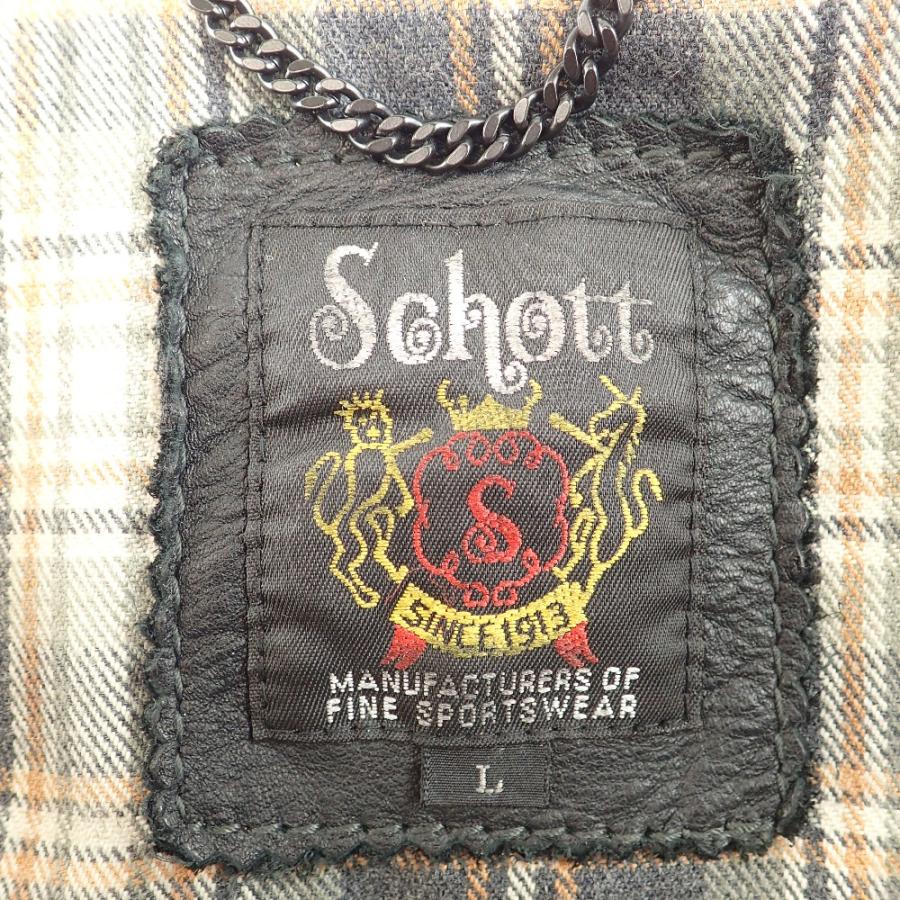 Schott
S
SINCE 1913
MANUFACTURERS OF
FINE SPORTSWEAR
L